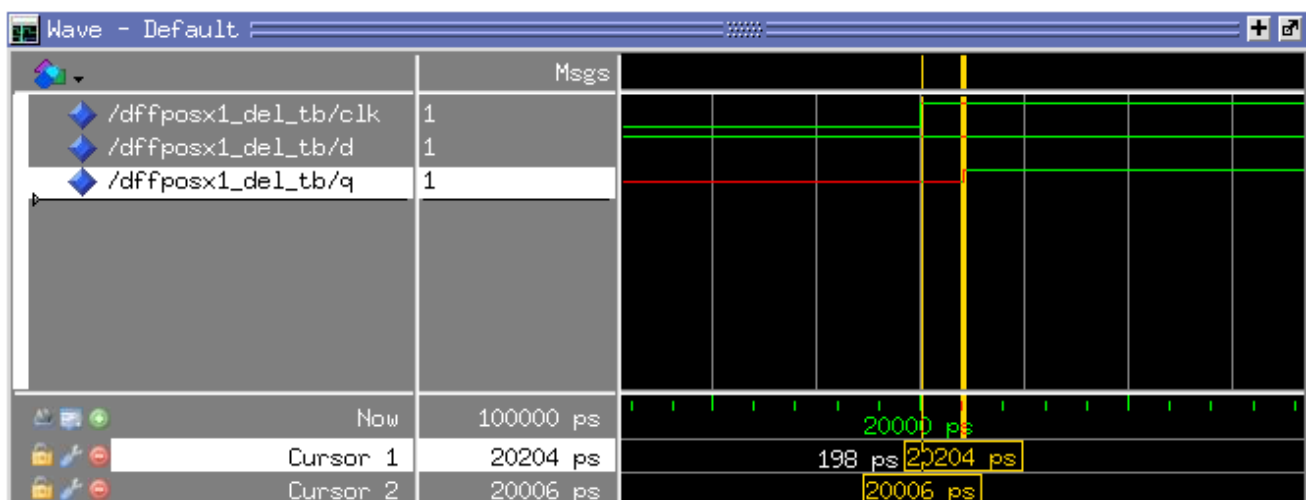 Wave - Default
Msgs
/dffposx1_del_tb/clk 1
/dffposx1_del_tb/d 1
/dffposx1_del_tb/q 1
Now 100000 ps 20000 ps
Cursor 1 20204 ps 198 ps 20204 ps
Cursor 2 20006 ps 20006 ps